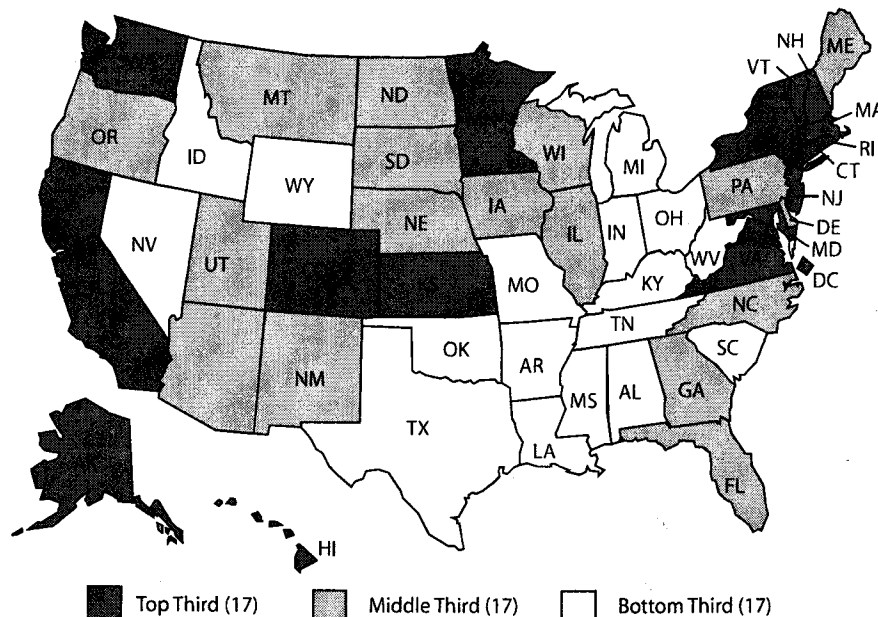 NH
ME
VT
MT
ND
MA
OR
RI
ID
SD
WI
MI
CT
WY
PA
NJ
NE
IA
OH
DE
NV
IL
IN
MD
UT
WV
VA
KS
MO
KY
DC
NC
TN
OK
SC
NM
AR
GA
MS
AL
TX
LA
AK
FL
HI
Top Third (17)
Middle Third (17)
Bottom Third (17)